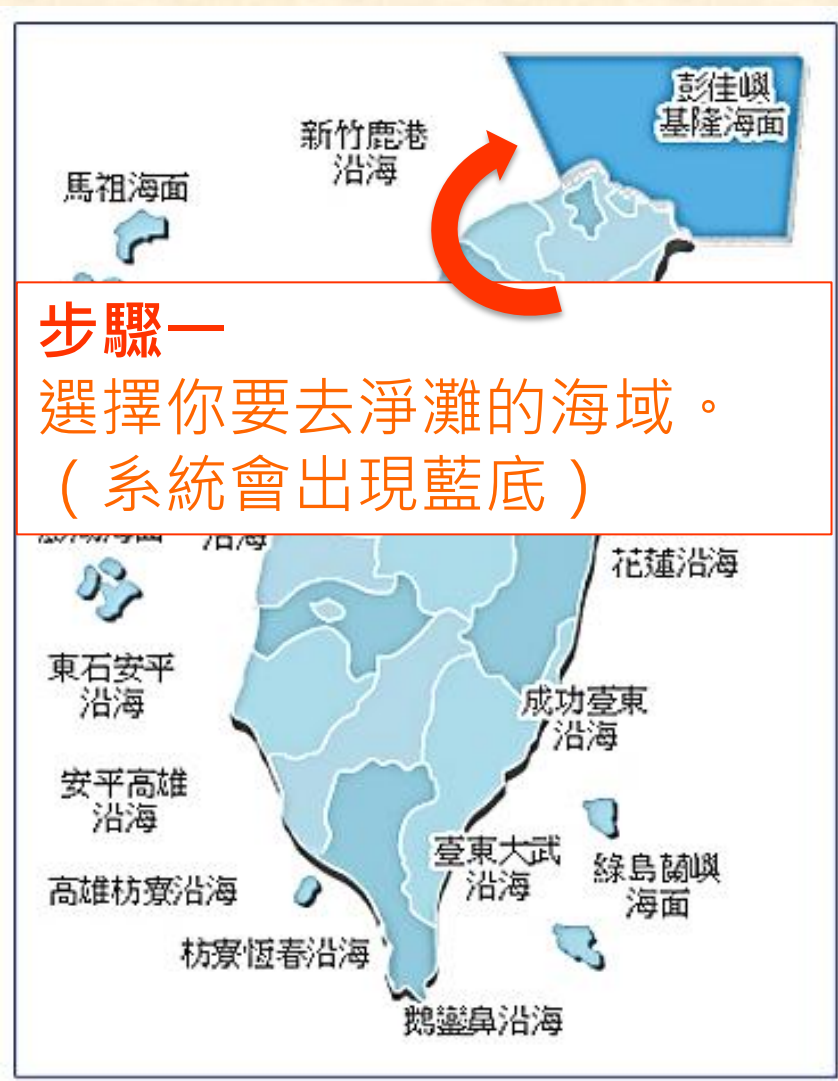 彭佳嶼
基隆海面
新竹鹿港
沿海
馬祖海面
步驟一
選擇你要去淨灘的海域。
（系統會出現藍底）
沿海
花蓮沿海
東石安平
沿海
成功臺東
沿海
安平高雄
沿海
臺東大武
沿海
綠島蘭嶼
海面
高雄枋寮沿海
枋寮恆春沿海
鵝鑾鼻沿海